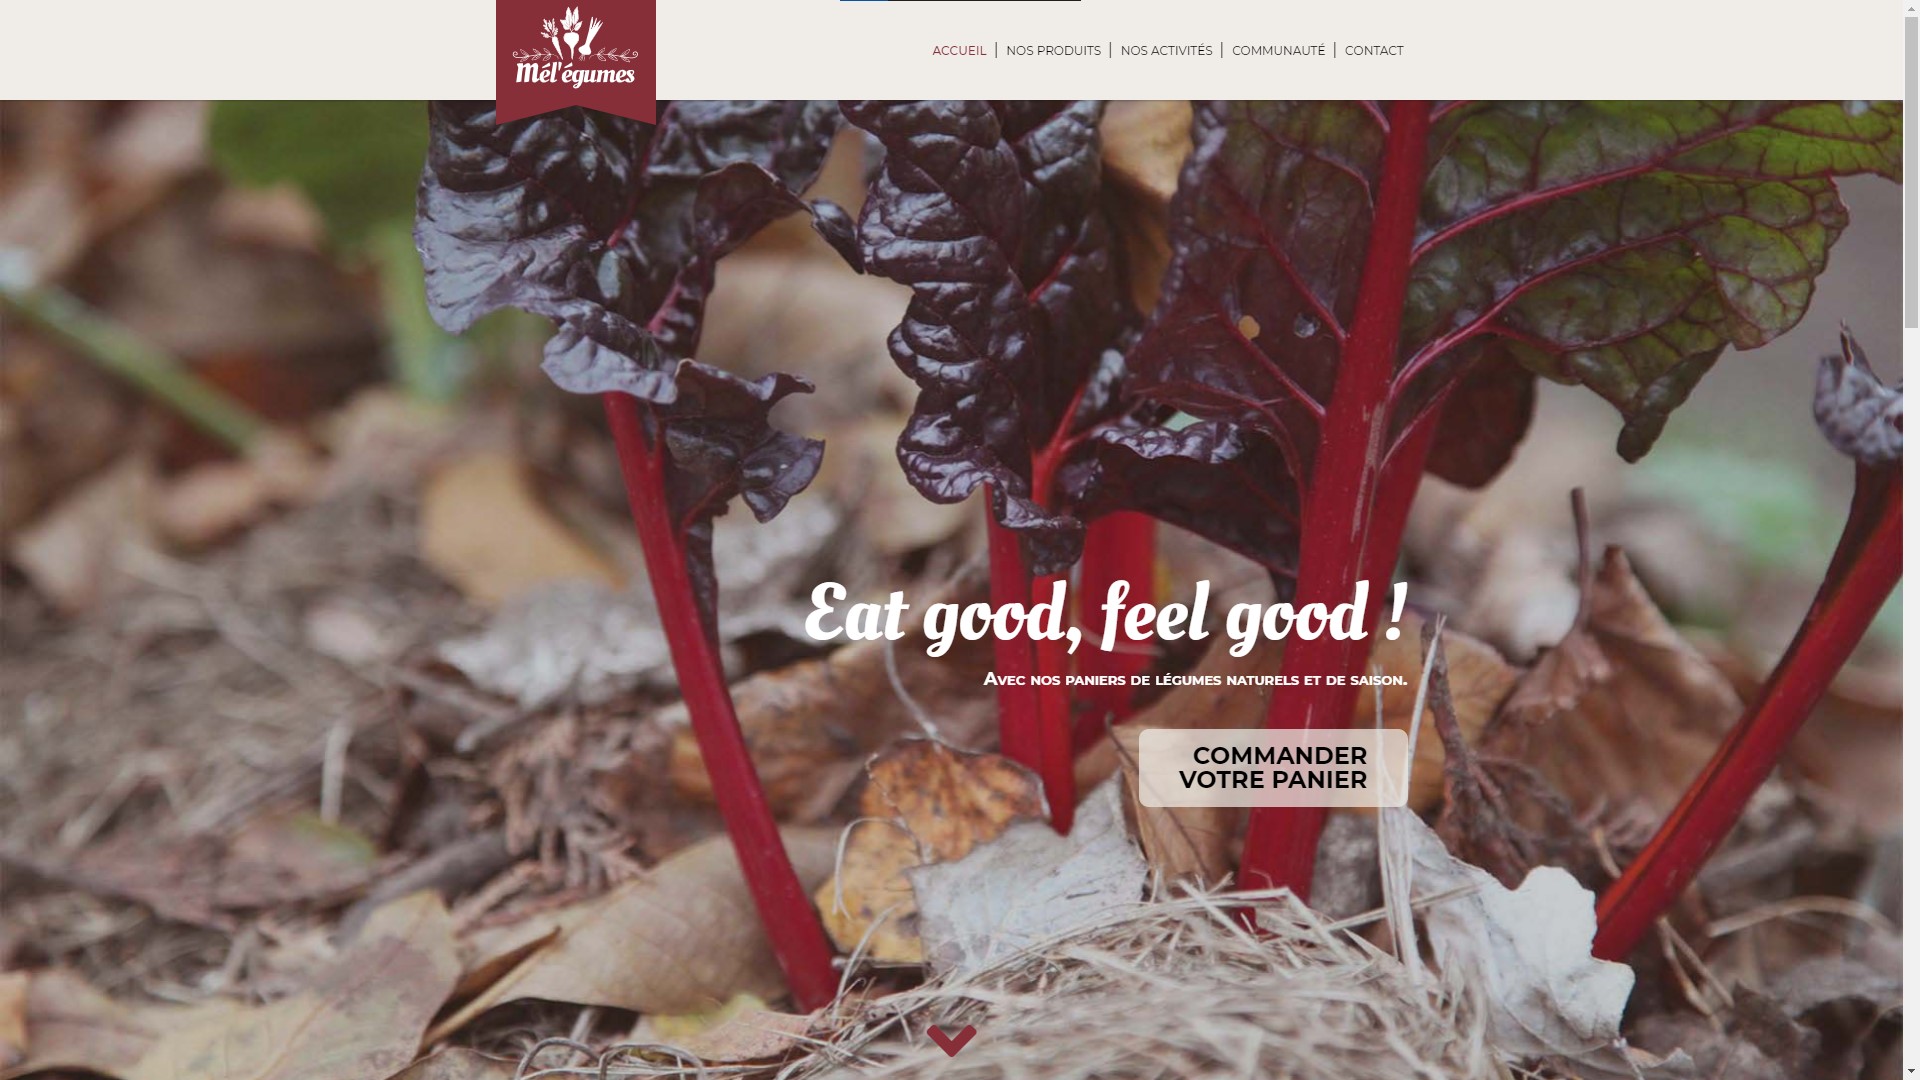 Mél'égumes
ACCUEIL | NOS PRODUITS | NOS ACTIVITÉS | COMMUNAUTÉ | CONTACT
Eat good, feel good !
Avec nos paniers de légumes naturels et de saison.
COMMANDER
VOTRE PANIER